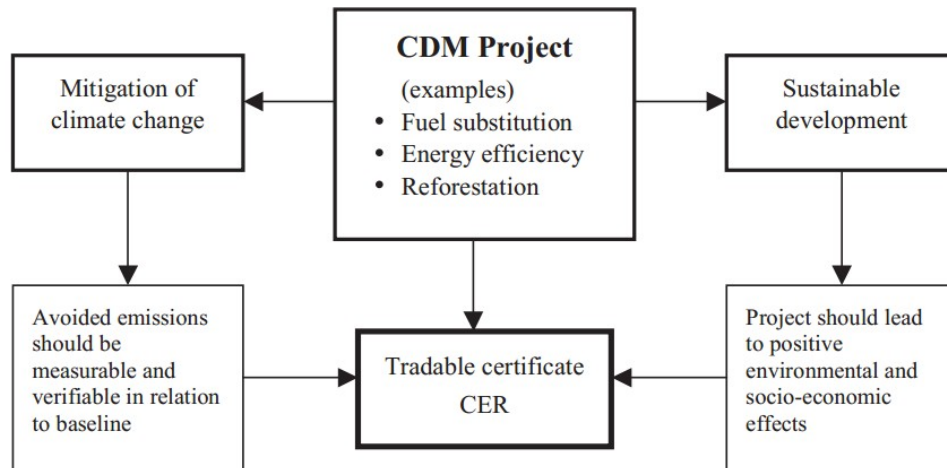 CDM Project
(examples)
• Fuel substitution
• Energy efficiency
• Reforestation
Mitigation of
climate change
Sustainable
development
Avoided emissions
should be
measurable and
verifiable in relation
to baseline
Tradable certificate
CER
Project should lead
to positive
environmental and
socio-economic
effects